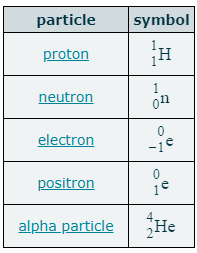 particle symbol
proton ¹₁H
neutron ¹₀n
electron ⁰₋₁e
positron ⁰₁e
alpha particle ⁴₂He